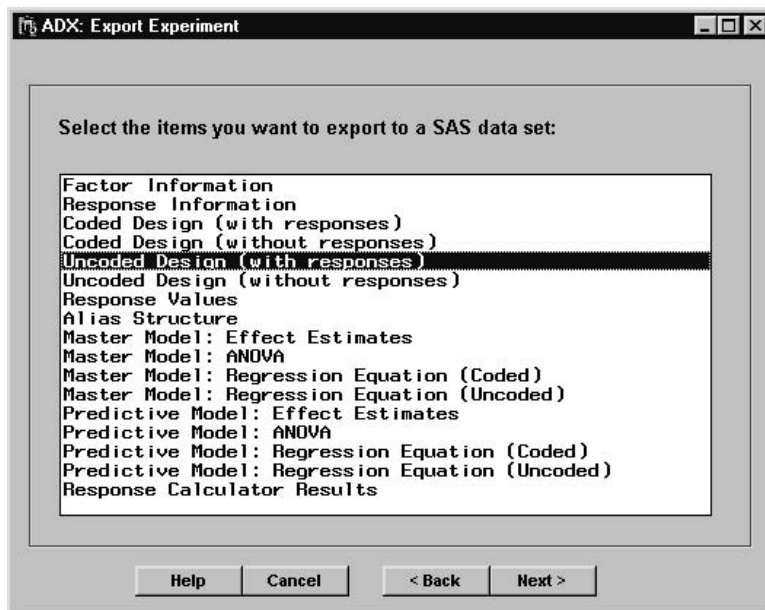 ADX: Export Experiment
Select the items you want to export to a SAS data set:
Factor Information
Response Information
Coded Design (with responses)
Coded Design (without responses)
Uncoded Design (with responses)
Uncoded Design (without responses)
Response Values
Alias Structure
Master Model: Effect Estimates
Master Model: ANOVA
Master Model: Regression Equation (Coded)
Master Model: Regression Equation (Uncoded)
Predictive Model: Effect Estimates
Predictive Model: ANOVA
Predictive Model: Regression Equation (Coded)
Predictive Model: Regression Equation (Uncoded)
Response Calculator Results
Help Cancel < Back Next >